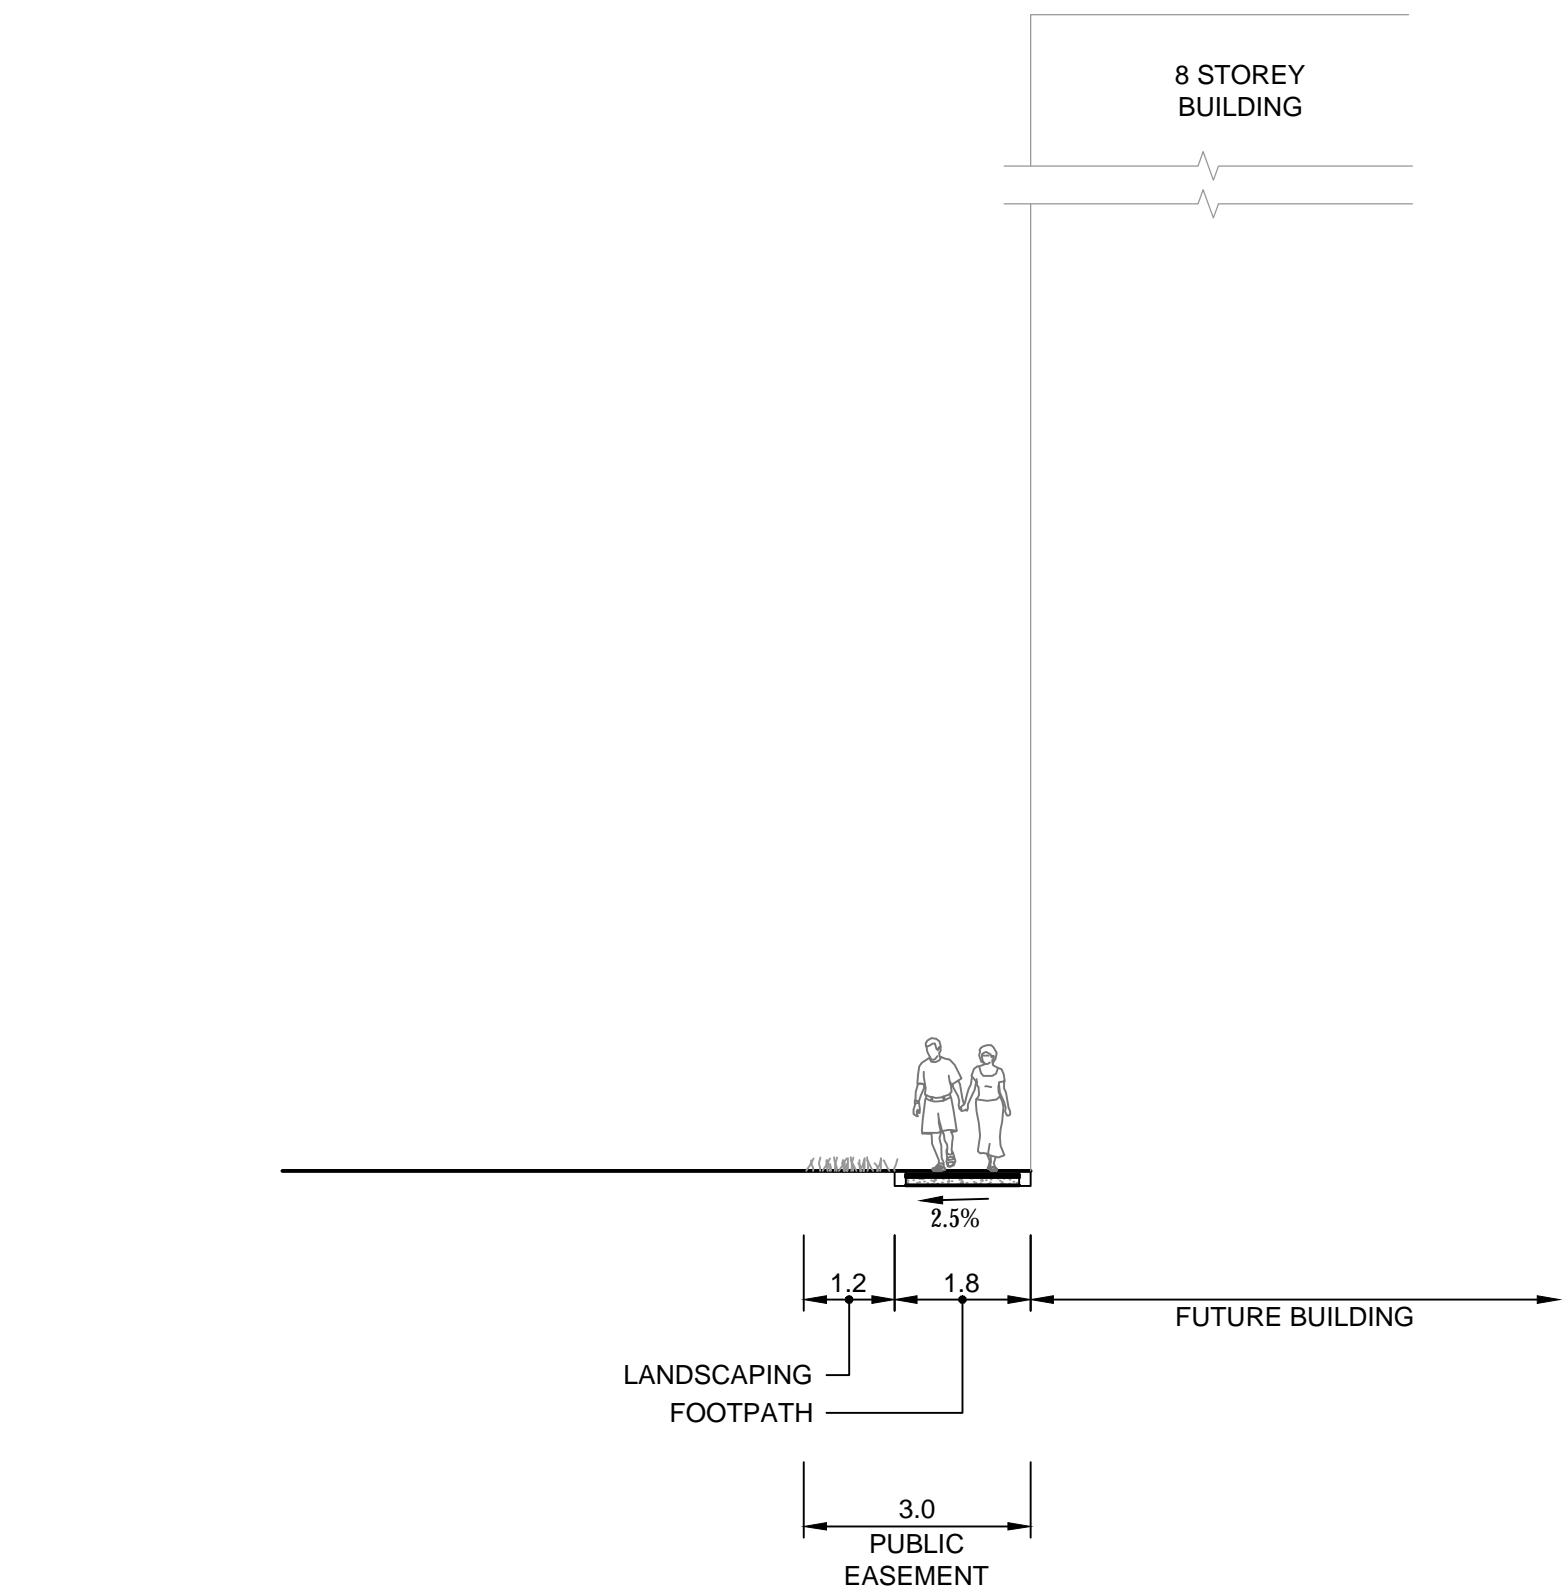 8 STOREY
BUILDING
2.5%
1.2
1.8
FUTURE BUILDING
LANDSCAPING
FOOTPATH
3.0
PUBLIC
EASEMENT